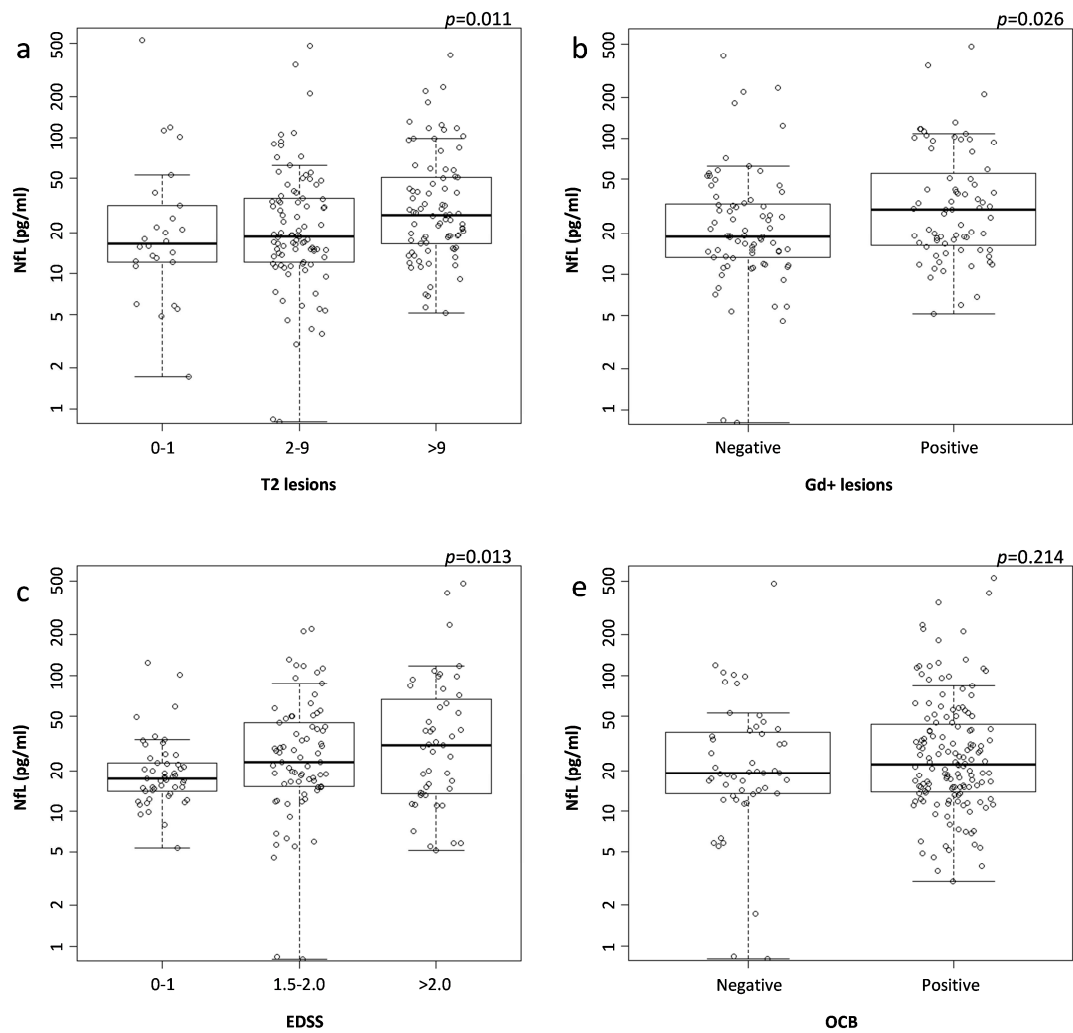 a
p=0.011
500
200
100
50
20
10
5
2
1
NfL (pg/ml)
0-1
2-9
>9
T2 lesions
b
p=0.026
500
200
100
50
20
10
5
2
1
NfL (pg/ml)
Negative
Positive
Gd+ lesions
c
p=0.013
500
200
100
50
20
10
5
2
1
NfL (pg/ml)
0-1
1.5-2.0
>2.0
EDSS
e
p=0.214
500
200
100
50
20
10
5
2
1
NfL (pg/ml)
Negative
Positive
OCB